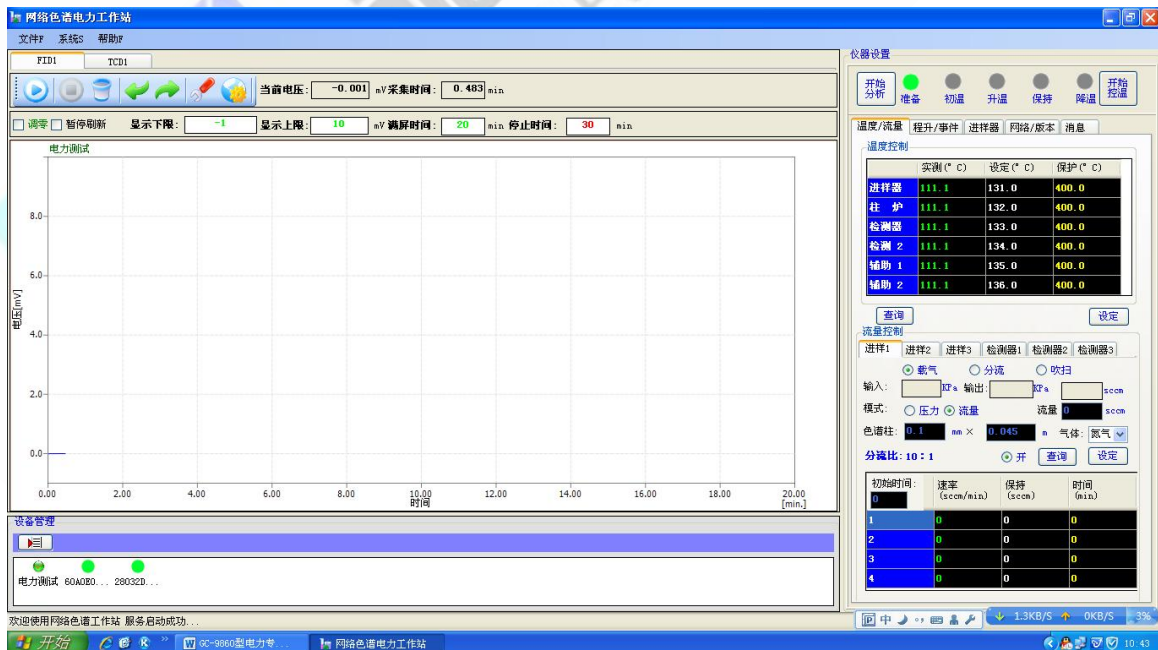 网络色谱电力工作站
文件F 系统S 帮助F
FID1 TCD1
当前电压: -0.001 mV 采集时间: 0.483 min
调零 暂停刷新 显示下限: -1 显示上限: 10 mV 满屏时间: 20 min 停止时间: 30 min
电力测试
8.0
6.0
电压[mV]
4.0
2.0
0.0
0.00 2.00 4.00 6.00 8.00 10.00 12.00 14.00 16.00 18.00 20.00
时间 [min.]
设备管理
电力测试 60A0E0... 28032D...
欢迎使用网络色谱工作站 服务启动成功...
仪器设置
开始分析 准备 初温 升温 保持 降温 开始控温
温度/流量 程升/事件 进样器 网络/版本 消息
温度控制
实测(° C) 设定(° C) 保护(° C)
进样器 111.1 131.0 400.0
柱 炉 111.1 132.0 400.0
检测器 111.1 133.0 400.0
检测 2 111.1 134.0 400.0
辅助 1 111.1 135.0 400.0
辅助 2 111.1 136.0 400.0
查询 设定
流量控制
进样1 进样2 进样3 检测器1 检测器2 检测器3
载气 分流 吹扫
输入: KPa 输出: KPa sccm
模式: 压力 流量 流量 0 sccm
色谱柱: 0.1 mm × 0.045 m 气体: 氮气
分流比: 10 : 1 开 查询 设定
初始时间: 0 速率 (sccm/min) 保持 (sccm) 时间 (min)
1 0 0 0
2 0 0 0
3 0 0 0
4 0 0 0
中 1.3KB/S 0KB/S 3%
开始 GC-9860型电力专... 网络色谱电力工作站 10:43